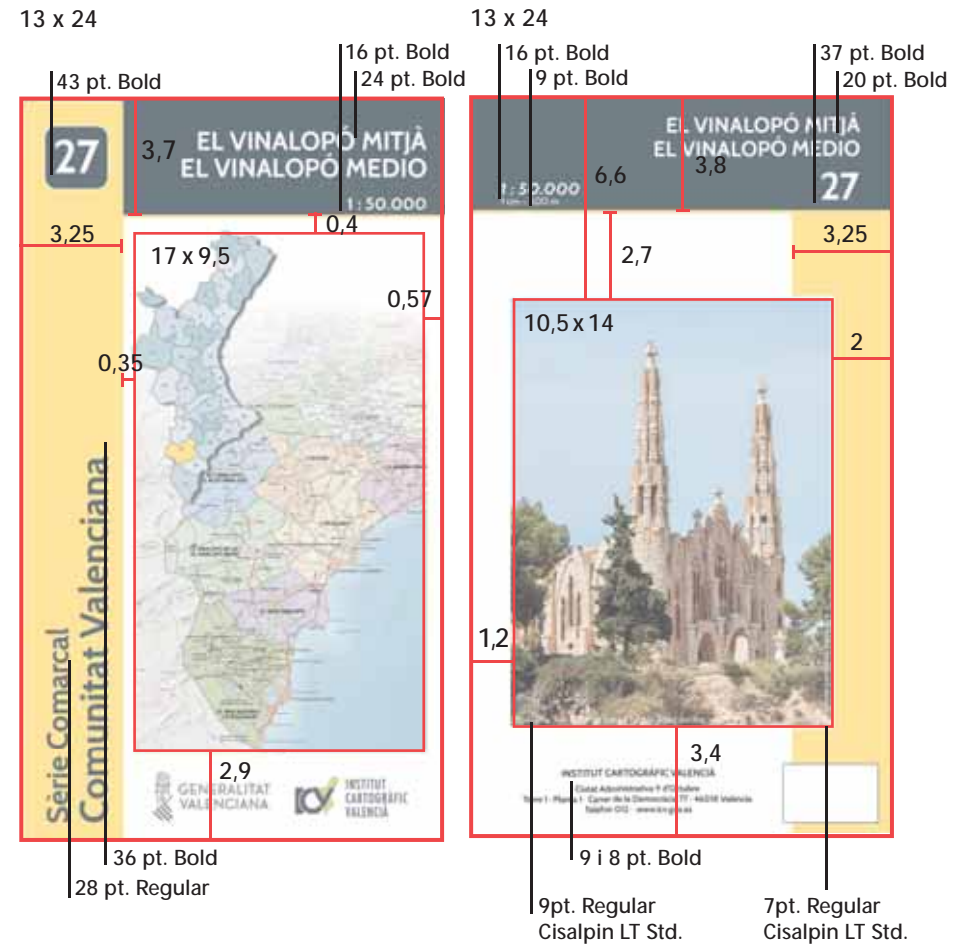 13 x 24
16 pt. Bold
24 pt. Bold
43 pt. Bold
27
3,7
EL VINALOPÓ MITJÀ
EL VINALOPÓ MEDIO
1:50.000
0,4
3,25
17 x 9,5
0,57
0,35
Sèrie Comarcal
Comunitat Valenciana
2,9
GENERALITAT
VALENCIANA
ICV
INSTITUT
CARTOGRÀFIC
VALENCIÀ
36 pt. Bold
28 pt. Regular
13 x 24
16 pt. Bold
9 pt. Bold
37 pt. Bold
20 pt. Bold
EL VINALOPÓ MITJÀ
EL VINALOPÓ MEDIO
27
1:50.000
6,6
3,8
2,7
3,25
10,5 x 14
2
1,2
3,4
INSTITUT CARTOGRÀFIC VALENCIÀ
Ciutat Administrativa 9 d'Octubre
9 i 8 pt. Bold
9pt. Regular
Cisalpin LT Std.
7pt. Regular
Cisalpin LT Std.